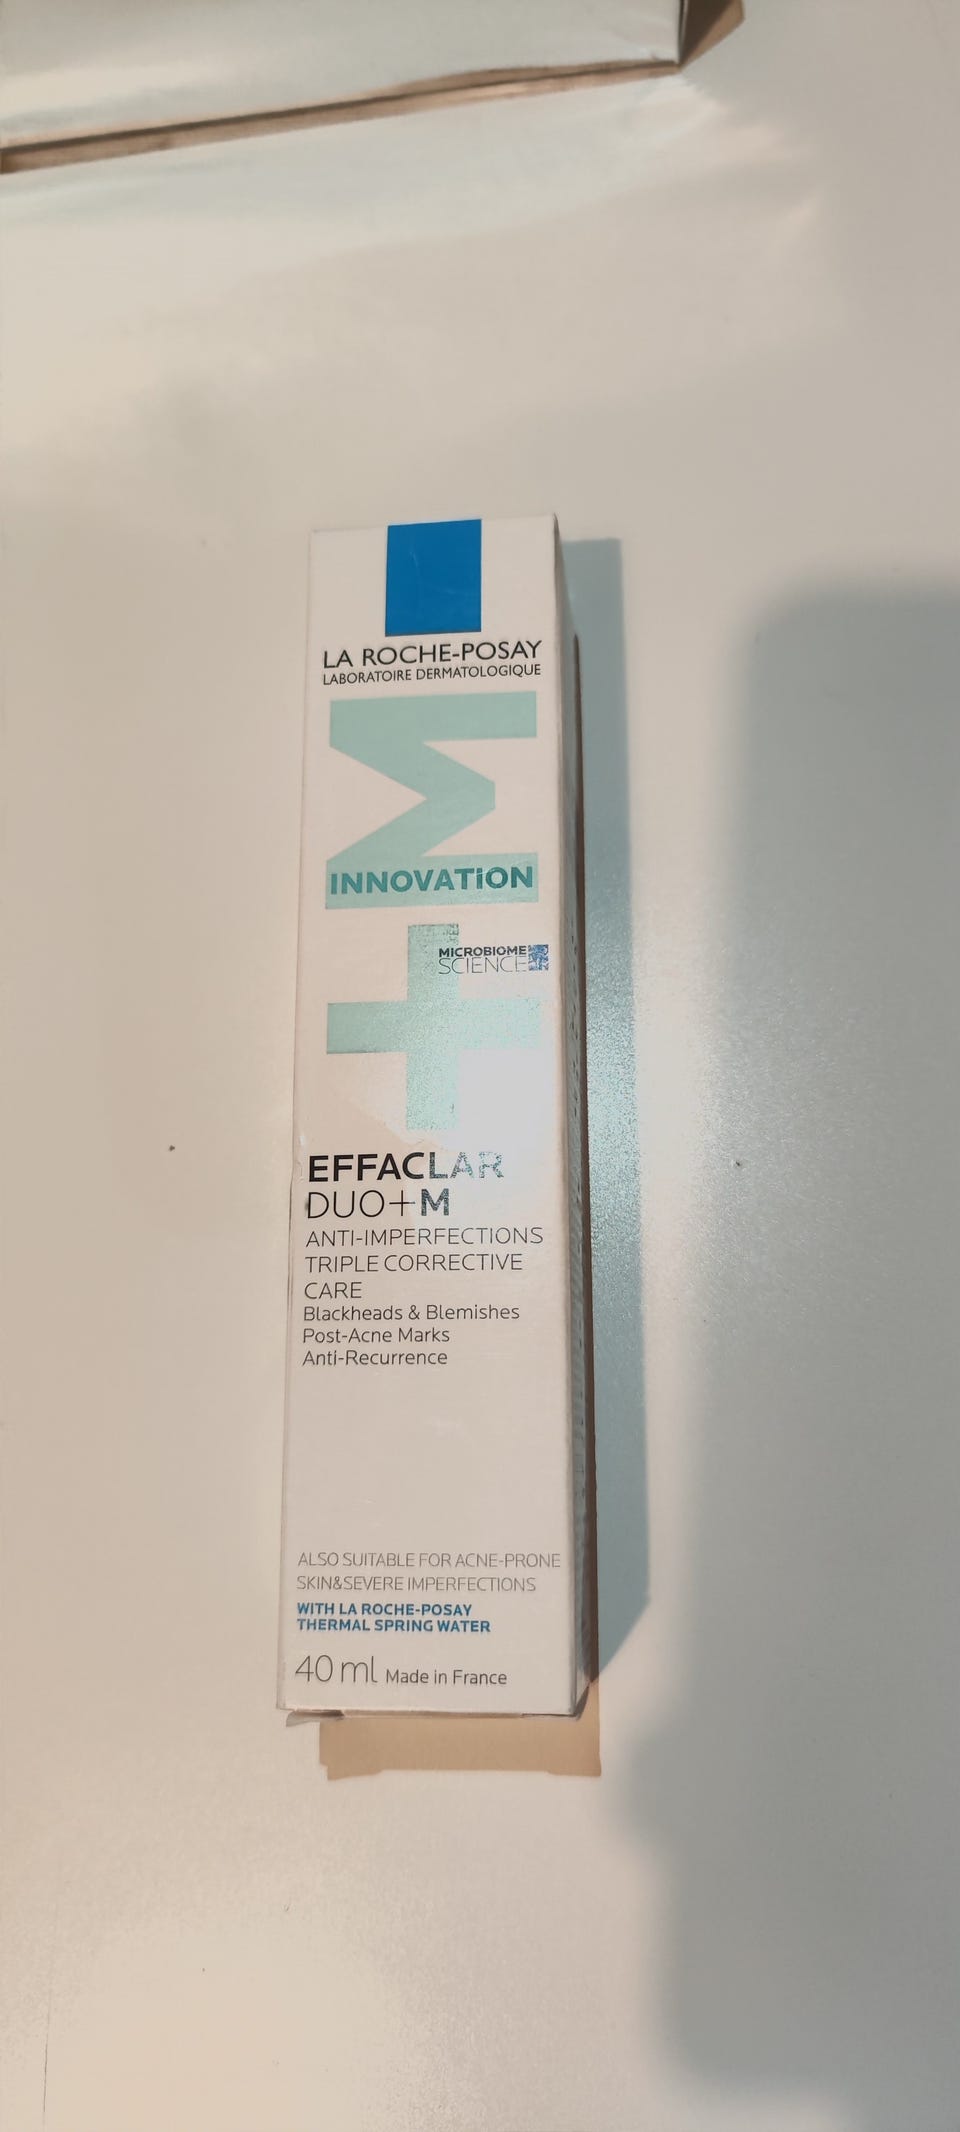 LA ROCHE-POSAY
LABORATOIRE DERMATOLOGIQUE
+M
INNOVATION
MICROBIOME
SCIENCE
EFFACLAR
DUO+M
ANTI-IMPERFECTIONS
TRIPLE CORRECTIVE
CARE
Blackheads & Blemishes
Post-Acne Marks
Anti-Recurrence
ALSO SUITABLE FOR ACNE-PRONE
SKIN&SEVERE IMPERFECTIONS
WITH LA ROCHE-POSAY
THERMAL SPRING WATER
40 ml Made in France